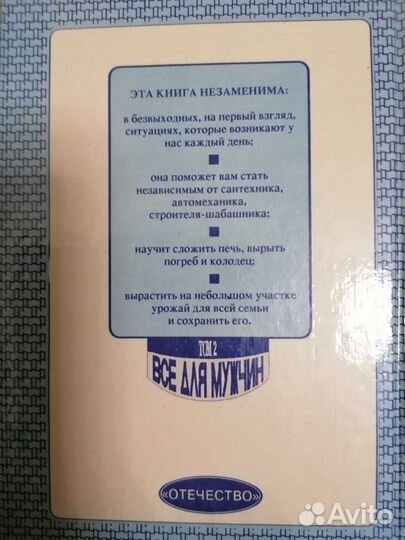 ЭТА КНИГА НЕЗАМЕНИМА:
в безвыходных, на первый взгляд,
ситуациях, которые возникают у
нас каждый день;
она поможет вам стать
независимым от сантехника,
автомеханика,
строителя-шабашника;
научит сложить печь, вырыть
погреб и колодец;
вырастить на небольшом участке
урожай для всей семьи
и сохранить его.
ТОМ 2
ВСЕ ДЛЯ МУЖЧИН
«ОТЕЧЕСТВО»
Avito